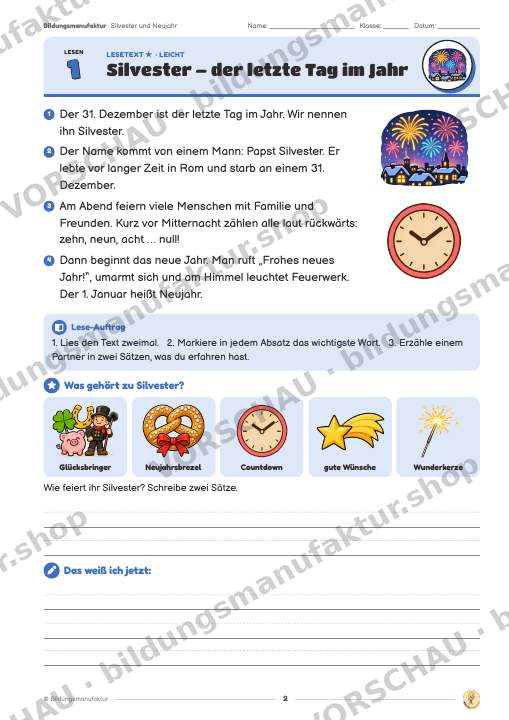 Bildungsmanufaktur · Silvester und Neujahr Name: Klasse: Datum:
LESEN
1
LESETEXT ★ · LEICHT
Silvester – der letzte Tag im Jahr
1 Der 31. Dezember ist der letzte Tag im Jahr. Wir nennen
ihn Silvester.
2 Der Name kommt von einem Mann: Papst Silvester. Er
lebte vor langer Zeit in Rom und starb an einem 31.
Dezember.
3 Am Abend feiern viele Menschen mit Familie und
Freunden. Kurz vor Mitternacht zählen alle laut rückwärts:
zehn, neun, acht … null!
4 Dann beginnt das neue Jahr. Man ruft „Frohes neues
Jahr!“, umarmt sich und am Himmel leuchtet Feuerwerk.
Der 1. Januar heißt Neujahr.
Lese-Auftrag
1. Lies den Text zweimal. 2. Markiere in jedem Absatz das wichtigste Wort. 3. Erzähle einem
Partner in zwei Sätzen, was du erfahren hast.
Was gehört zu Silvester?
Glücksbringer Neujahrsbrezel Countdown gute Wünsche Wunderkerze
Wie feiert ihr Silvester? Schreibe zwei Sätze.
Das weiß ich jetzt:
© Bildungsmanufaktur 2
VORSCHAU · bildungsmanufaktur.shop